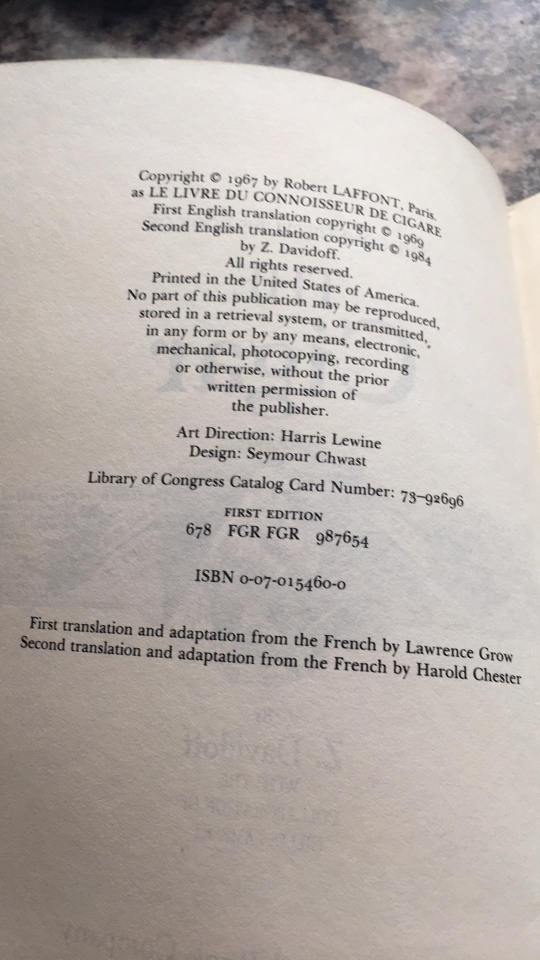 Copyright © 1967 by Robert LAFFONT, Paris,
as LE LIVRE DU CONNOISSEUR DE CIGARE
First English translation copyright © 1969
Second English translation copyright © 1984
by Z. Davidoff.
All rights reserved.
Printed in the United States of America.
No part of this publication may be reproduced,
stored in a retrieval system, or transmitted,
in any form or by any means, electronic,
mechanical, photocopying, recording
or otherwise, without the prior
written permission of
the publisher.
Art Direction: Harris Lewine
Design: Seymour Chwast
Library of Congress Catalog Card Number: 73–92696
FIRST EDITION
678 FGR FGR 987654
ISBN 0-07-015460-0
First translation and adaptation from the French by Lawrence Grow
Second translation and adaptation from the French by Harold Chester